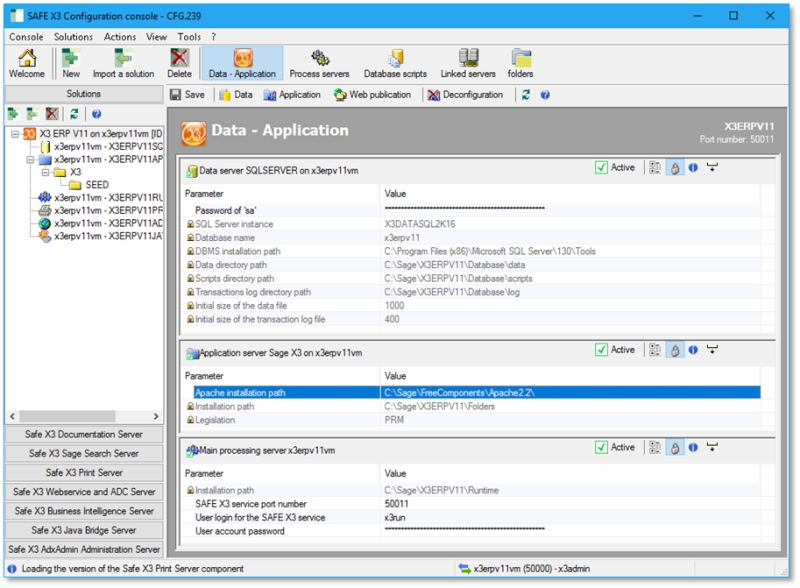 SAFE X3 Configuration console - CFG.239
Console Solutions Actions View Tools ?
Welcome New Import a solution Delete Data - Application Process servers Database scripts Linked servers folders
Solutions Save Data Application Web publication Deconfiguration
X3 ERP V11 on x3erpv11vm [ID
x3erpv11vm - X3ERPV11SG
x3erpv11vm - X3ERPV11AP
X3
SEED
x3erpv11vm - X3ERPV11RU
x3erpv11vm - X3ERPV11PR
x3erpv11vm - X3ERPV11AD
x3erpv11vm - X3ERPV11JA
Safe X3 Documentation Server
Safe X3 Sage Search Server
Safe X3 Print Server
Safe X3 Webservice and ADC Server
Safe X3 Business Intelligence Server
Safe X3 Java Bridge Server
Safe X3 AdxAdmin Administration Server
Data - Application
X3ERPV11
Port number: 50011
Data server SQLSERVER on x3erpv11vm Active
Parameter Value
Password of 'sa' ****************************************
SQL Server instance X3DATASQL2K16
Database name x3erpv11
DBMS installation path C:\Program Files (x86)\Microsoft SQL Server\130\Tools
Data directory path C:\Sage\X3ERPV11\Database\data
Scripts directory path C:\Sage\X3ERPV11\Database\scripts
Transactions log directory path C:\Sage\X3ERPV11\Database\log
Initial size of the data file 1000
Initial size of the transaction log file 400
Application server Sage X3 on x3erpv11vm Active
Parameter Value
Apache installation path C:\Sage\FreeComponents\Apache2.2\
Installation path C:\Sage\X3ERPV11\Folders
Legislation PRM
Main processing server x3erpv11vm Active
Parameter Value
Installation path C:\Sage\X3ERPV11\Runtime
SAFE X3 service port number 50011
User login for the SAFE X3 service x3run
User account password ****************************************
Loading the version of the Safe X3 Print Server component x3erpv11vm (50000) - x3admin